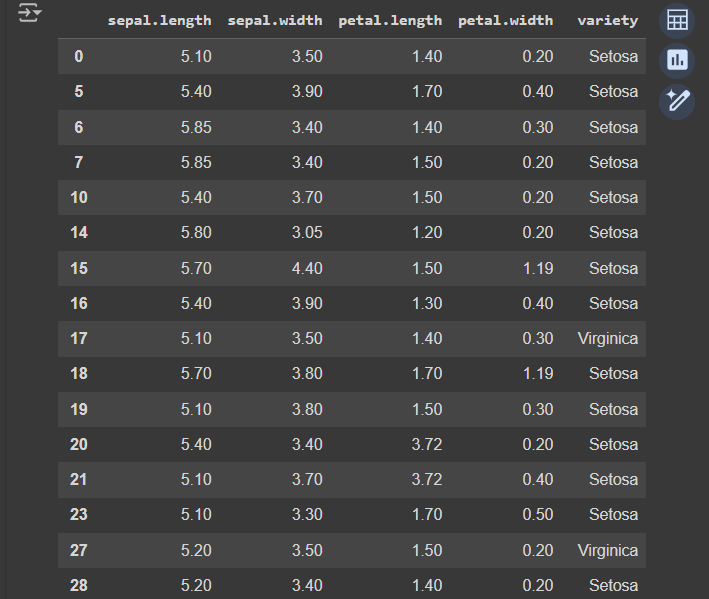 sepal.length sepal.width petal.length petal.width variety
0 5.10 3.50 1.40 0.20 Setosa
5 5.40 3.90 1.70 0.40 Setosa
6 5.85 3.40 1.40 0.30 Setosa
7 5.85 3.40 1.50 0.20 Setosa
10 5.40 3.70 1.50 0.20 Setosa
14 5.80 3.05 1.20 0.20 Setosa
15 5.70 4.40 1.50 1.19 Setosa
16 5.40 3.90 1.30 0.40 Setosa
17 5.10 3.50 1.40 0.30 Virginica
18 5.70 3.80 1.70 1.19 Setosa
19 5.10 3.80 1.50 0.30 Setosa
20 5.40 3.40 3.72 0.20 Setosa
21 5.10 3.70 3.72 0.40 Setosa
23 5.10 3.30 1.70 0.50 Setosa
27 5.20 3.50 1.50 0.20 Virginica
28 5.20 3.40 1.40 0.20 Setosa